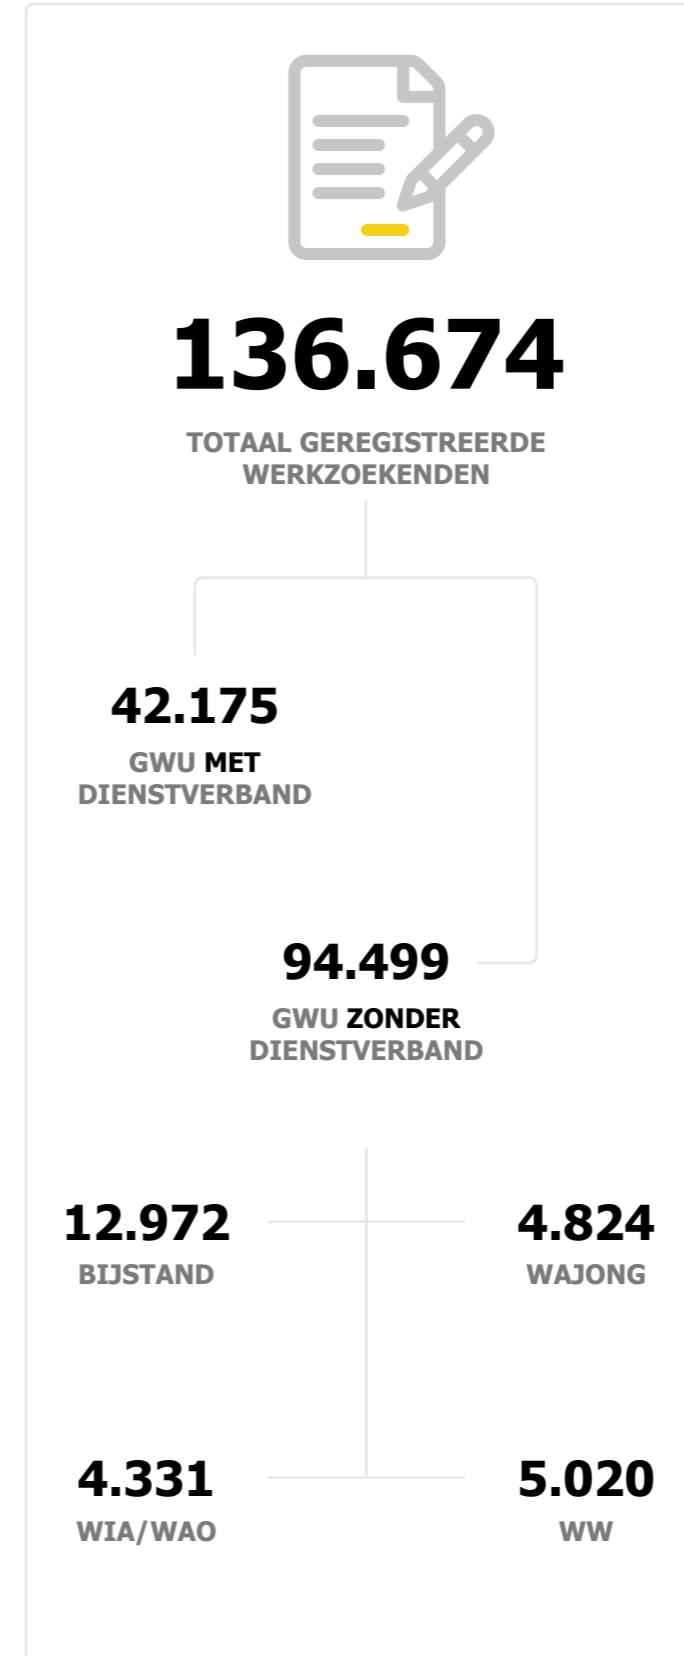 136.674
TOTAAL GEREGISTREERDE
WERKZOEKENDEN
42.175
GWU MET
DIENSTVERBAND
94.499
GWU ZONDER
DIENSTVERBAND
12.972
BIJSTAND
4.824
WAJONG
4.331
WIA/WAO
5.020
WW